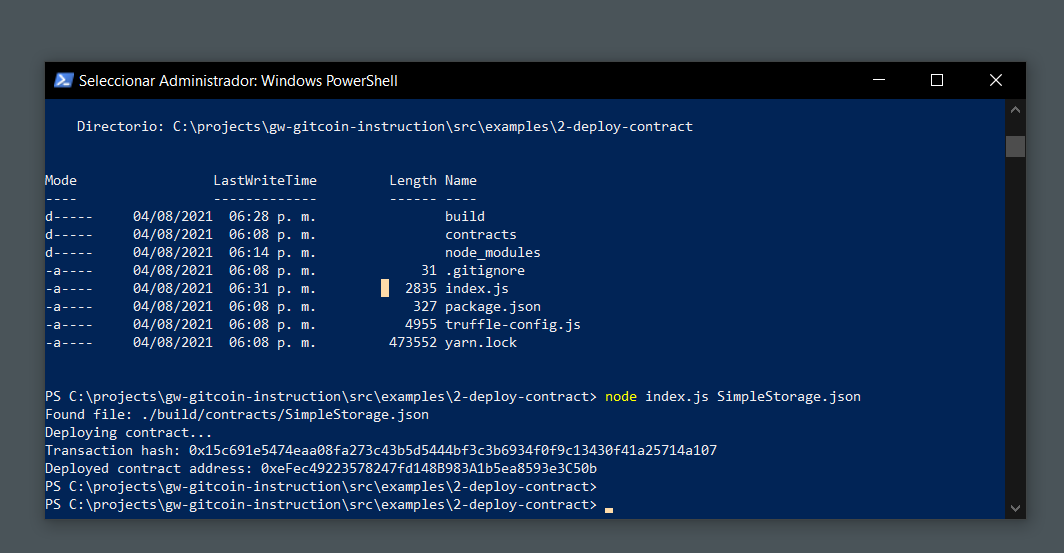 Seleccionar Administrador: Windows PowerShell
Directorio: C:\projects\gw-gitcoin-instruction\src\examples\2-deploy-contract
Mode LastWriteTime Length Name
---- ------------- ------ ----
d----- 04/08/2021 06:28 p. m. build
d----- 04/08/2021 06:08 p. m. contracts
d----- 04/08/2021 06:14 p. m. node_modules
-a---- 04/08/2021 06:08 p. m. 31 .gitignore
-a---- 04/08/2021 06:31 p. m. 2835 index.js
-a---- 04/08/2021 06:08 p. m. 327 package.json
-a---- 04/08/2021 06:08 p. m. 4955 truffle-config.js
-a---- 04/08/2021 06:08 p. m. 473552 yarn.lock
PS C:\projects\gw-gitcoin-instruction\src\examples\2-deploy-contract> node index.js SimpleStorage.json
Found file: ./build/contracts/SimpleStorage.json
Deploying contract...
Transaction hash: 0x15c691e5474eaa08fa273c43b5d5444bf3c3b6934f0f9c13430f41a25714a107
Deployed contract address: 0xeFec49223578247fd148B983A1b5ea8593e3C50b
PS C:\projects\gw-gitcoin-instruction\src\examples\2-deploy-contract>
PS C:\projects\gw-gitcoin-instruction\src\examples\2-deploy-contract>